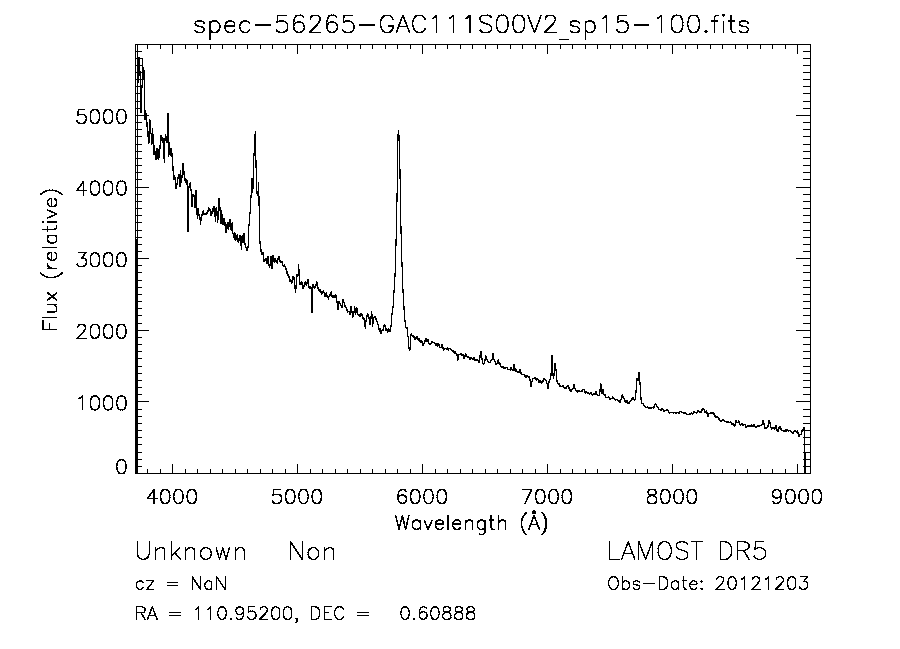 spec-56265-GAC111S00V2_sp15-100.fits
5000
4000
3000
2000
1000
0
Flux (relative)
4000 5000 6000 7000 8000 9000
Wavelength (Å)
Unknown Non LAMOST DR5
cz = NaN Obs-Date: 20121203
RA = 110.95200, DEC = 0.60888